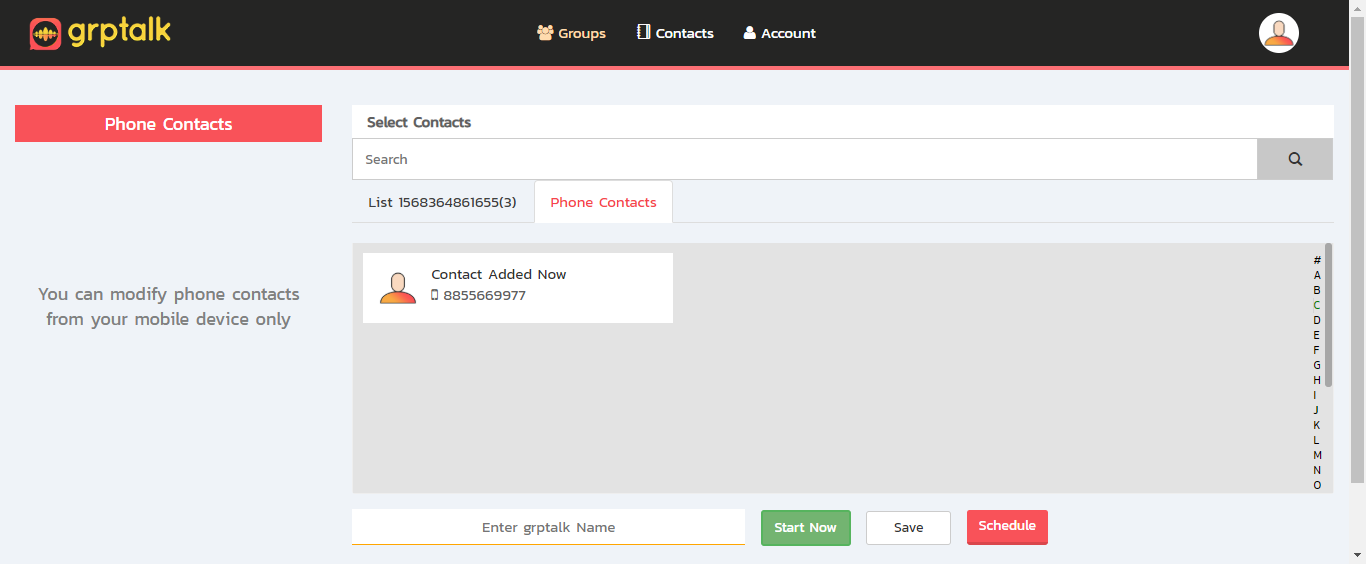 grptalk
Groups
Contacts
Account
Phone Contacts
You can modify phone contacts
from your mobile device only
Select Contacts
Search
List 1568364861655(3)
Phone Contacts
Contact Added Now
8855669977
#
A
B
C
D
E
F
G
H
I
J
K
L
M
N
O
Enter grptalk Name
Start Now
Save
Schedule